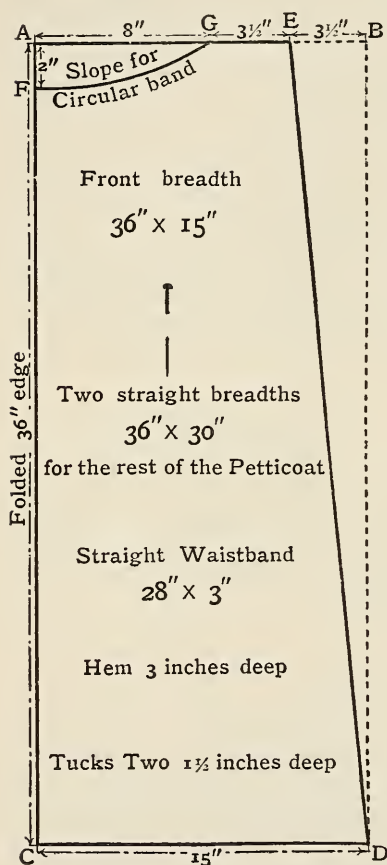 A 8" G 3½" E 3½" B
2" Slope for
F Circular band
Front breadth
36" X 15"
Two straight breadths
36" X 30"
for the rest of the Petticoat
Folded 36" edge
Straight Waistband
28" X 3"
Hem 3 inches deep
Tucks Two 1½ inches deep
C 15" D